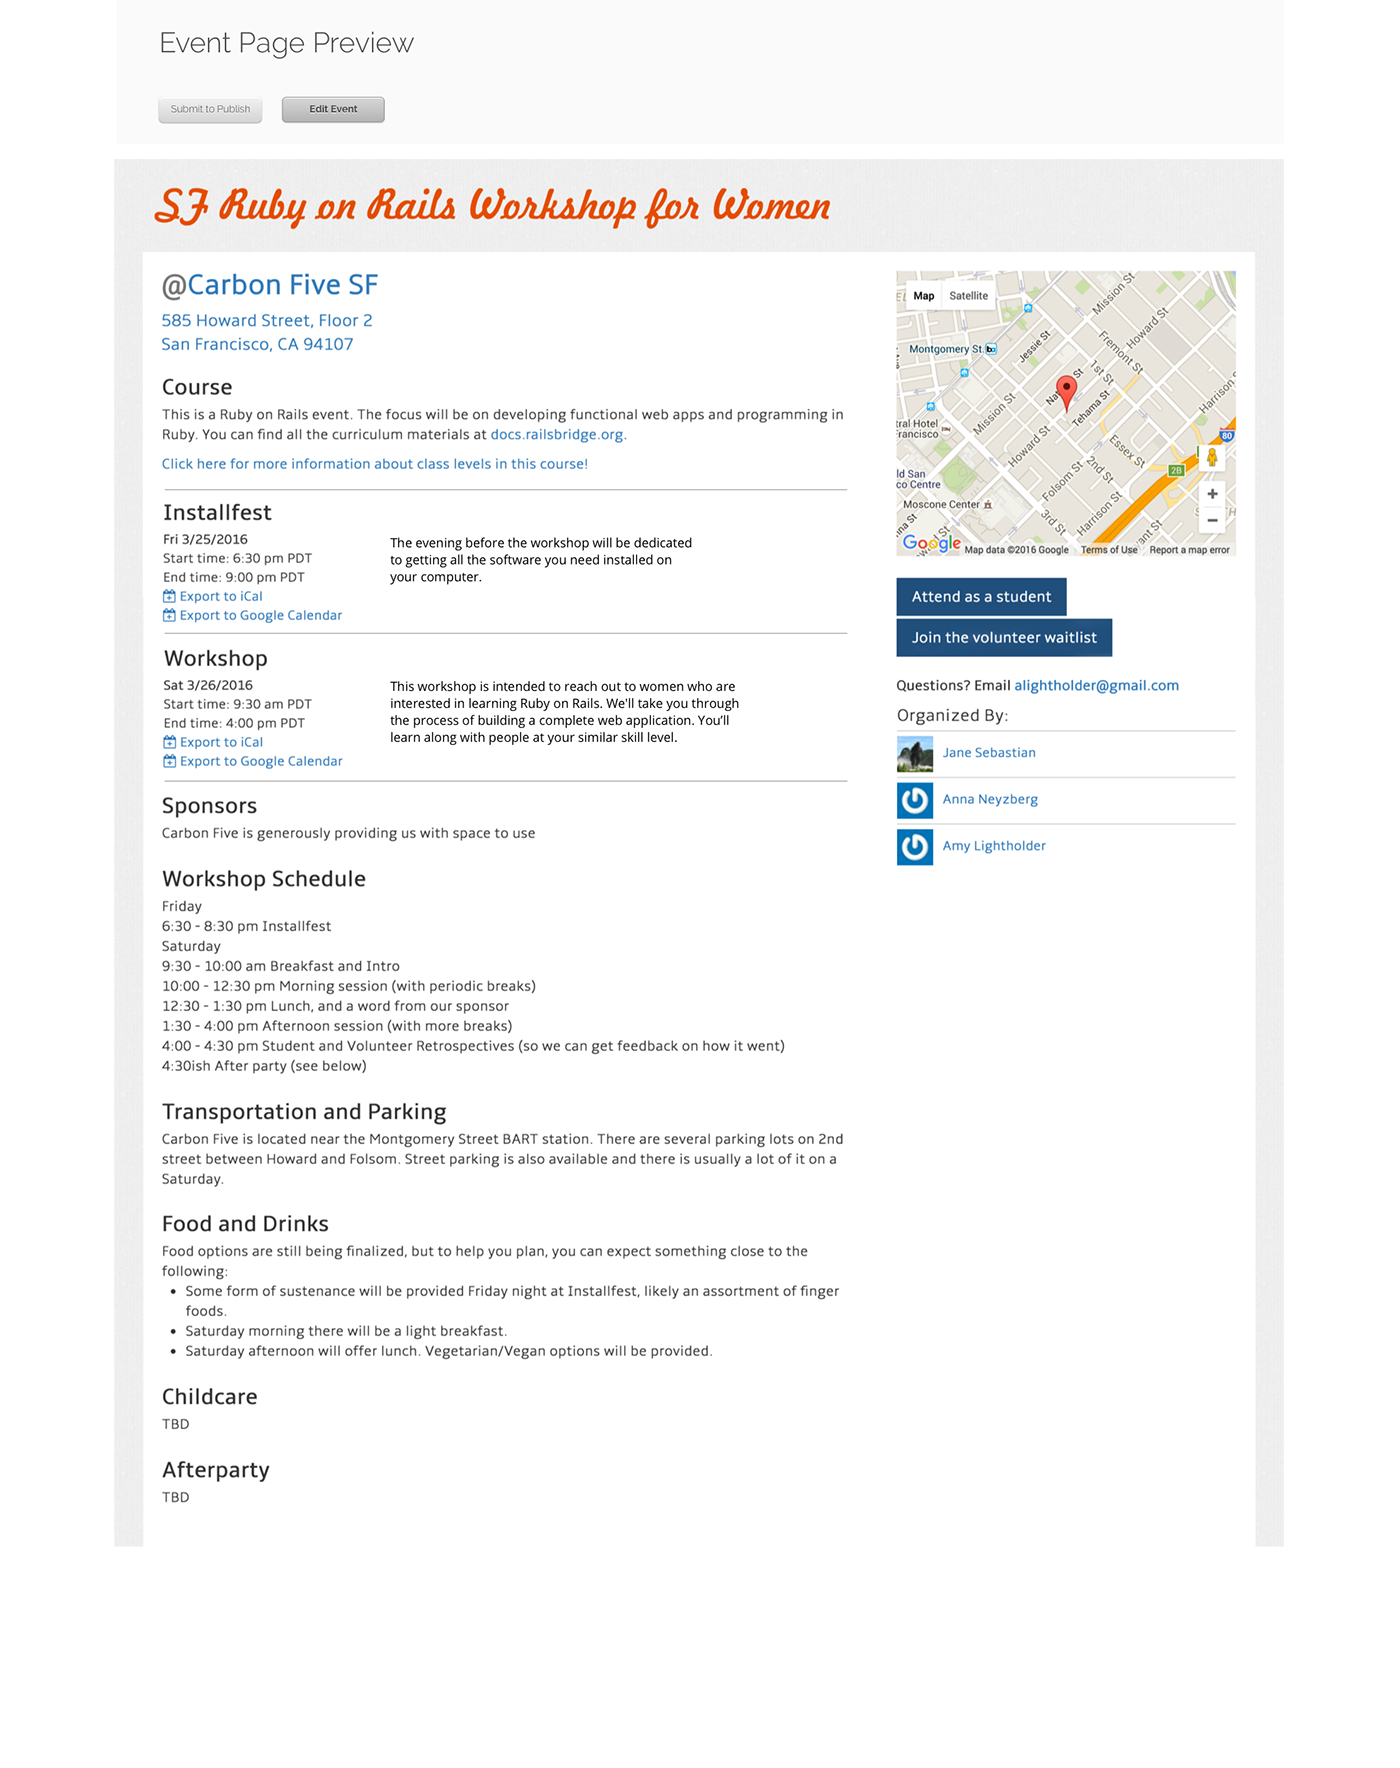 Event Page Preview
Submit to Publish
Edit Event
SF Ruby on Rails Workshop for Women
@Carbon Five SF
585 Howard Street, Floor 2
San Francisco, CA 94107
Course
This is a Ruby on Rails event. The focus will be on developing functional web apps and programming in
Ruby. You can find all the curriculum materials at docs.railsbridge.org.
Click here for more information about class levels in this course!
Installfest
Fri 3/25/2016
Start time: 6:30 pm PDT
End time: 9:00 pm PDT
Export to iCal
Export to Google Calendar
The evening before the workshop will be dedicated
to getting all the software you need installed on
your computer.
Workshop
Sat 3/26/2016
Start time: 9:30 am PDT
End time: 4:00 pm PDT
Export to iCal
Export to Google Calendar
This workshop is intended to reach out to women who are
interested in learning Ruby on Rails. We'll take you through
the process of building a complete web application. You'll
learn along with people at your similar skill level.
Sponsors
Carbon Five is generously providing us with space to use
Workshop Schedule
Friday
6:30 - 8:30 pm Installfest
Saturday
9:30 - 10:00 am Breakfast and Intro
10:00 - 12:30 pm Morning session (with periodic breaks)
12:30 - 1:30 pm Lunch, and a word from our sponsor
1:30 - 4:00 pm Afternoon session (with more breaks)
4:00 - 4:30 pm Student and Volunteer Retrospectives (so we can get feedback on how it went)
4:30ish After party (see below)
Transportation and Parking
Carbon Five is located near the Montgomery Street BART station. There are several parking lots on 2nd
street between Howard and Folsom. Street parking is also available and there is usually a lot of it on a
Saturday.
Food and Drinks
Food options are still being finalized, but to help you plan, you can expect something close to the
following:
• Some form of sustenance will be provided Friday night at Installfest, likely an assortment of finger
foods.
• Saturday morning there will be a light breakfast.
• Saturday afternoon will offer lunch. Vegetarian/Vegan options will be provided.
Childcare
TBD
Afterparty
TBD
Map
Satellite
Mission St
Howard St
Fremont St
Montgomery St.
Jessie St
1st St
Tehama St
Harrison
80
tral Hotel
Francisco
Mission St
Howard St
Essex St
2nd St
Folsom St
2B
ld San
co Centre
Moscone Center
Harrison St
3rd St
yant St
na St
Google
Map data ©2016 Google
Terms of Use
Report a map error
Attend as a student
Join the volunteer waitlist
Questions? Email alightholder@gmail.com
Organized By:
Jane Sebastian
Anna Neyzberg
Amy Lightholder